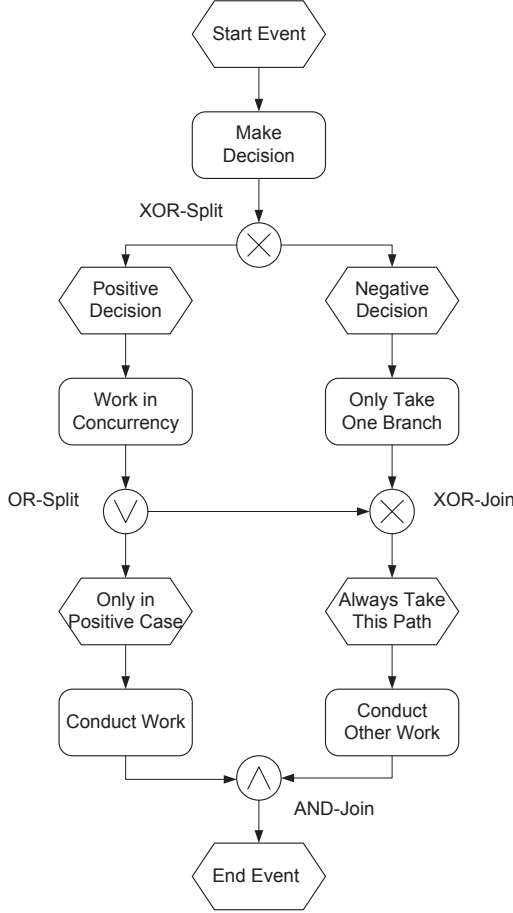 Start Event
Make
Decision
XOR-Split
Positive
Decision
Negative
Decision
Work in
Concurrency
Only Take
One Branch
OR-Split
XOR-Join
Only in
Positive Case
Always Take
This Path
Conduct Work
Conduct
Other Work
AND-Join
End Event